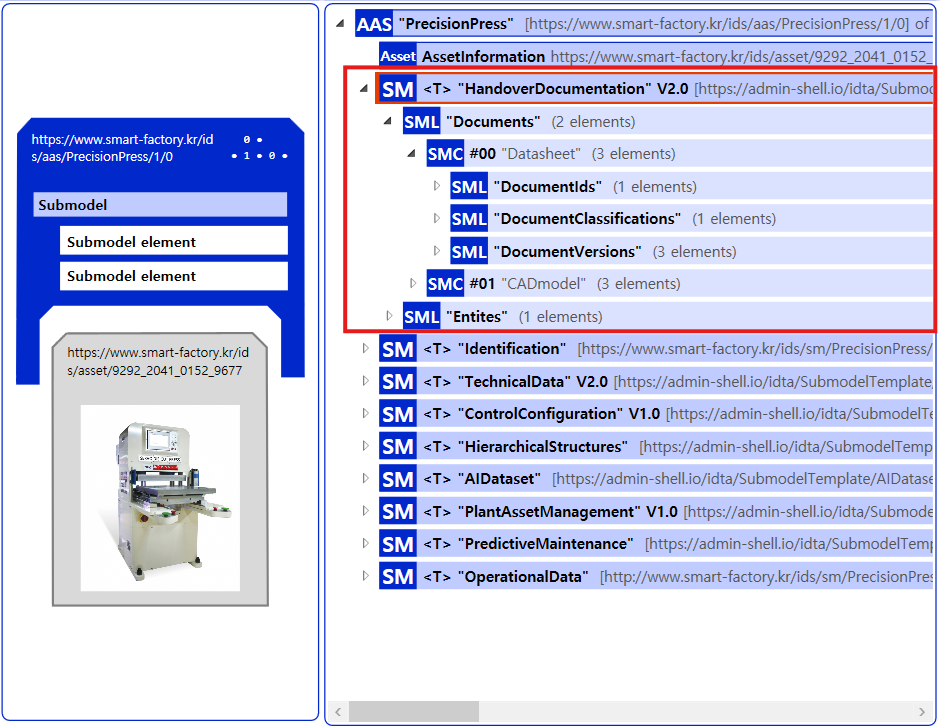 https://www.smart-factory.kr/id
s/aas/PrecisionPress/1/0
0
1 0
Submodel
Submodel element
Submodel element
https://www.smart-factory.kr/id
s/asset/9292_2041_0152_9677
AAS "PrecisionPress" [https://www.smart-factory.kr/ids/aas/PrecisionPress/1/0] of
Asset AssetInformation https://www.smart-factory.kr/ids/asset/9292_2041_0152_
SM <T> "HandoverDocumentation" V2.0 [https://admin-shell.io/idta/Submod
SML "Documents" (2 elements)
SMC #00 "Datasheet" (3 elements)
SML "DocumentIds" (1 elements)
SML "DocumentClassifications" (1 elements)
SML "DocumentVersions" (3 elements)
SMC #01 "CADmodel" (3 elements)
SML "Entites" (1 elements)
SM <T> "Identification" [https://www.smart-factory.kr/ids/sm/PrecisionPress/
SM <T> "TechnicalData" V2.0 [https://admin-shell.io/idta/SubmodelTemplate/
SM <T> "ControlConfiguration" V1.0 [https://admin-shell.io/idta/SubmodelTe
SM <T> "HierarchicalStructures" [https://admin-shell.io/idta/SubmodelTemp
SM <T> "AIDataset" [https://admin-shell.io/idta/SubmodelTemplate/AIDatase
SM <T> "PlantAssetManagement" V1.0 [https://admin-shell.io/idta/Submode
SM <T> "PredictiveMaintenance" [https://admin-shell.io/idta/SubmodelTemp
SM <T> "OperationalData" [http://www.smart-factory.kr/ids/sm/PrecisionPres